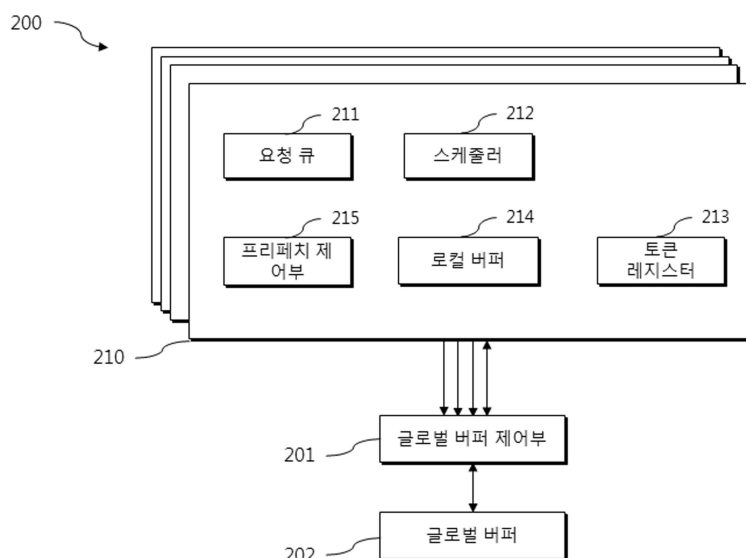 200
211
212
요청 큐
스케줄러
215
214
213
프리페치 제
어부
로컬 버퍼
토큰
레지스터
210
글로벌 버퍼 제어부
201
글로벌 버퍼
202